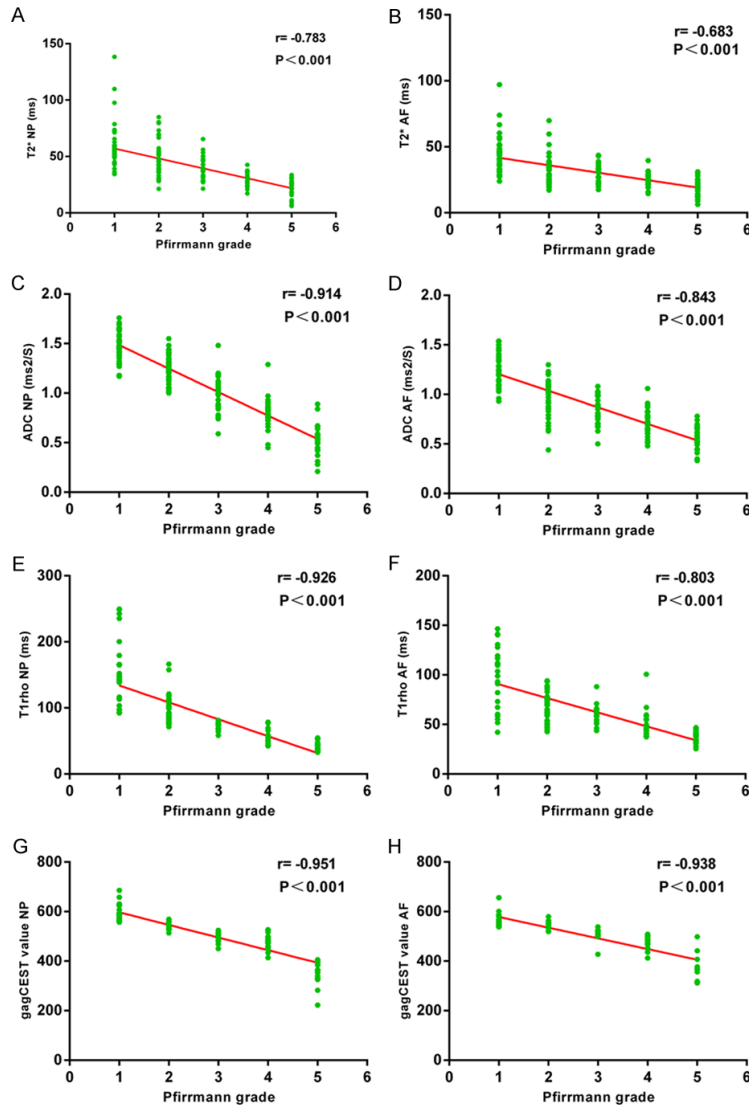 A
r= -0.783
P<0.001
T2* NP (ms)
150
100
50
0
0 1 2 3 4 5 6
Pfirrmann grade
B
r= -0.683
P<0.001
T2* AF (ms)
150
100
50
0
0 1 2 3 4 5 6
Pfirrmann grade
C
r= -0.914
P<0.001
ADC NP (ms2/S)
2.0
1.5
1.0
0.5
0.0
0 1 2 3 4 5 6
Pfirrmann grade
D
r= -0.843
P<0.001
ADC AF (ms2/S)
2.0
1.5
1.0
0.5
0.0
0 1 2 3 4 5 6
Pfirrmann grade
E
r= -0.926
P<0.001
T1rho NP (ms)
300
200
100
0
0 1 2 3 4 5 6
Pfirrmann grade
F
r= -0.803
P<0.001
T1rho AF (ms)
200
150
100
50
0
0 1 2 3 4 5 6
Pfirrmann grade
G
r= -0.951
P<0.001
gagCEST value NP
800
600
400
200
0
0 1 2 3 4 5 6
Pfirrmann grade
H
r= -0.938
P<0.001
gagCEST value AF
800
600
400
200
0
0 1 2 3 4 5 6
Pfirrmann grade